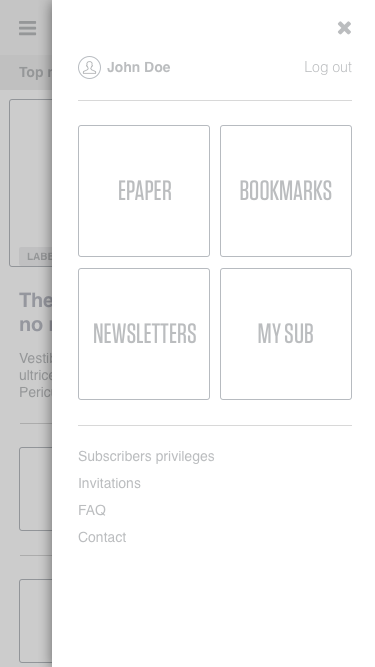 John Doe
Log out
Top
EPAPER
BOOKMARKS
LABE
NEWSLETTERS
MY SUB
The
no
Vestib
ultrice
Peric
Subscribers privileges
Invitations
FAQ
Contact